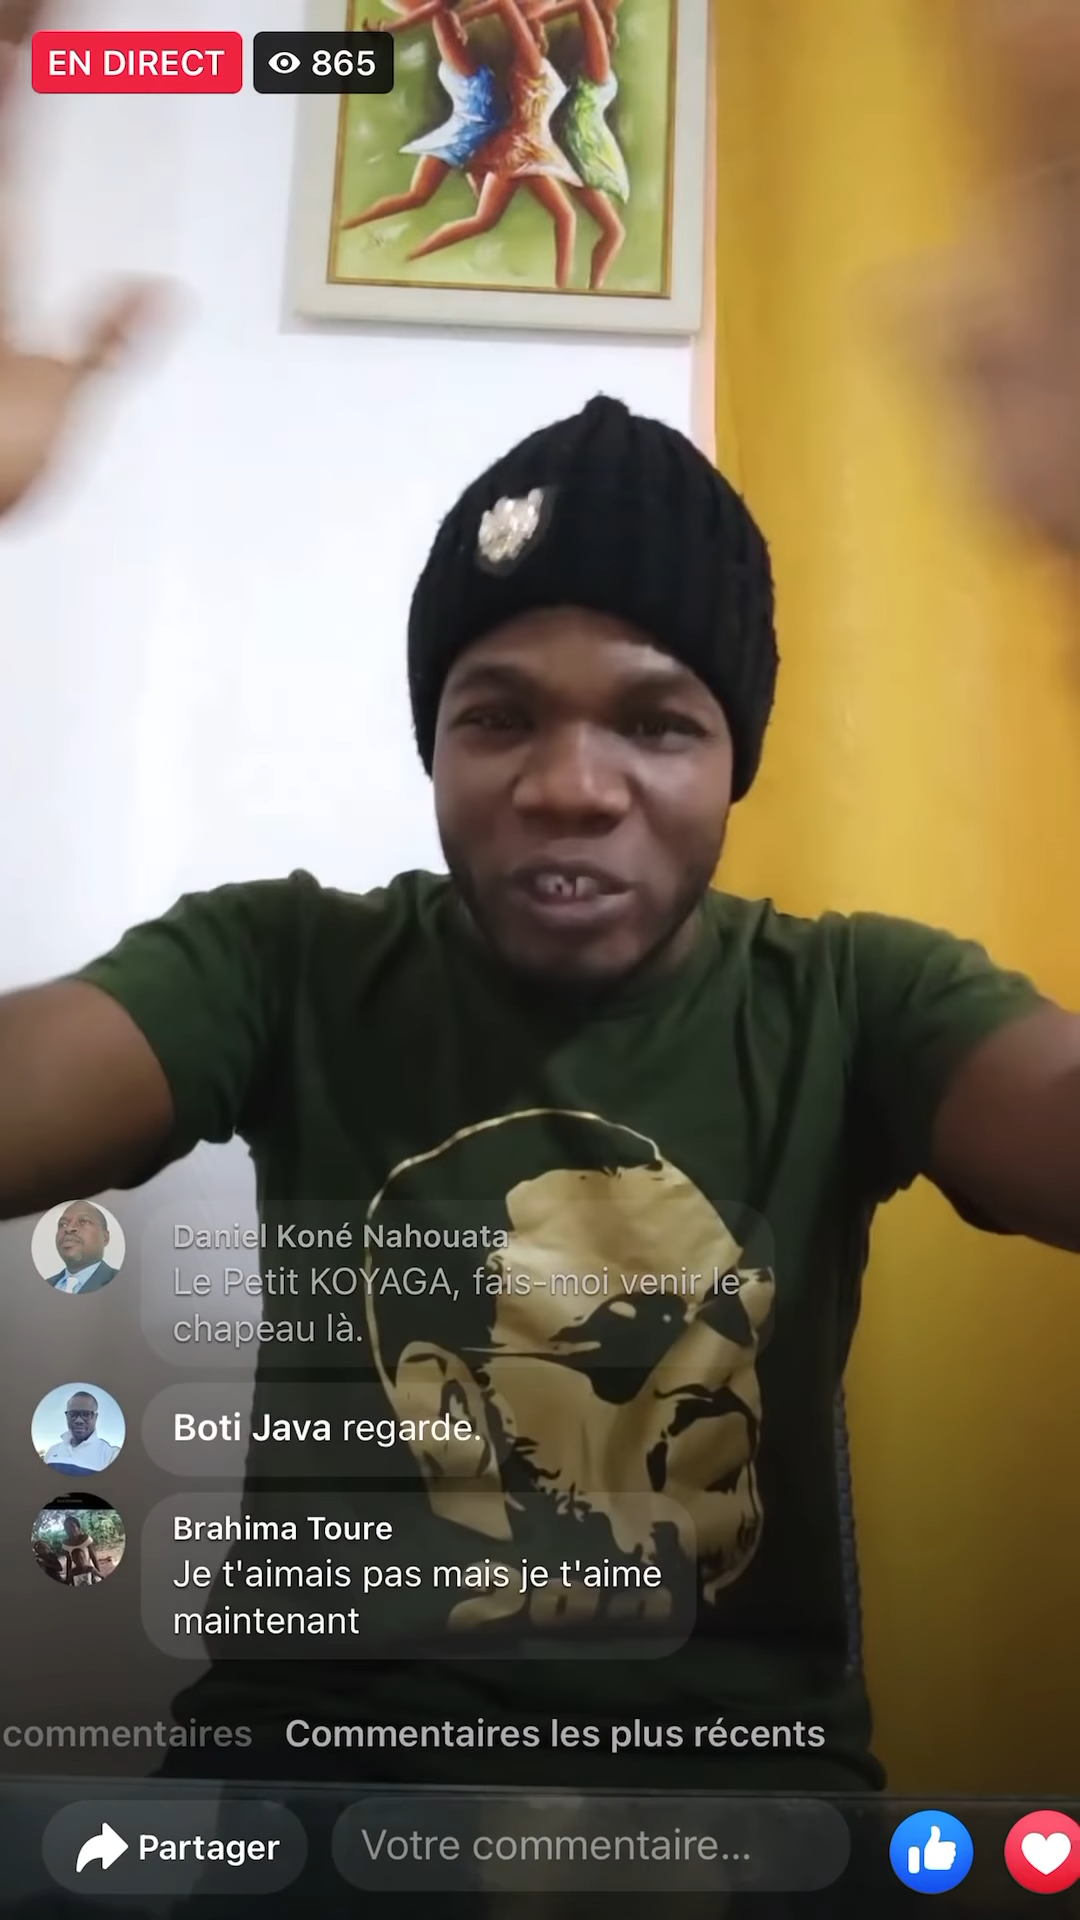 EN DIRECT
865
Daniel Koné Nahouata
Le Petit KOYAGA, fais-moi venir le
chapeau là.
Boti Java regarde.
Brahima Toure
Je t'aimais pas mais je t'aime
maintenant
commentaires
Commentaires les plus récents
Partager
Votre commentaire...